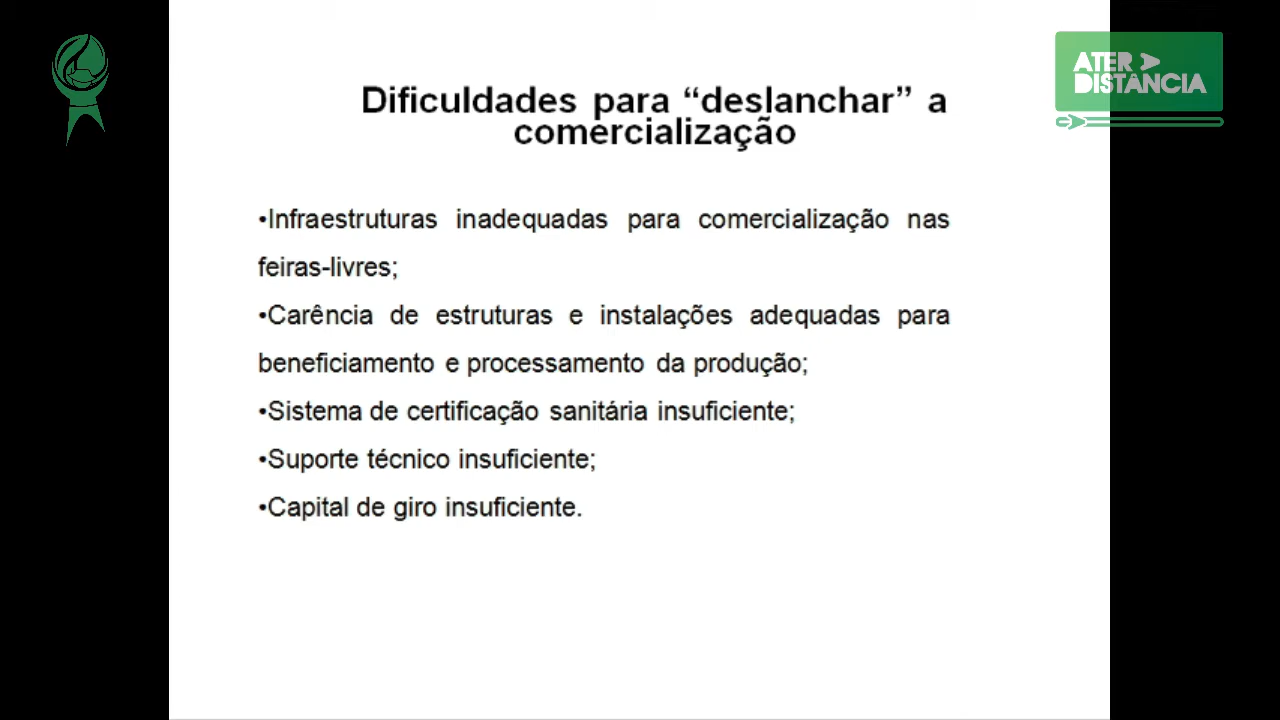 ATER
DISTÂNCIA
Dificuldades para “deslanchar” a
comercialização
•Infraestruturas inadequadas para comercialização nas
feiras-livres;
•Carência de estruturas e instalações adequadas para
beneficiamento e processamento da produção;
•Sistema de certificação sanitária insuficiente;
•Suporte técnico insuficiente;
•Capital de giro insuficiente.